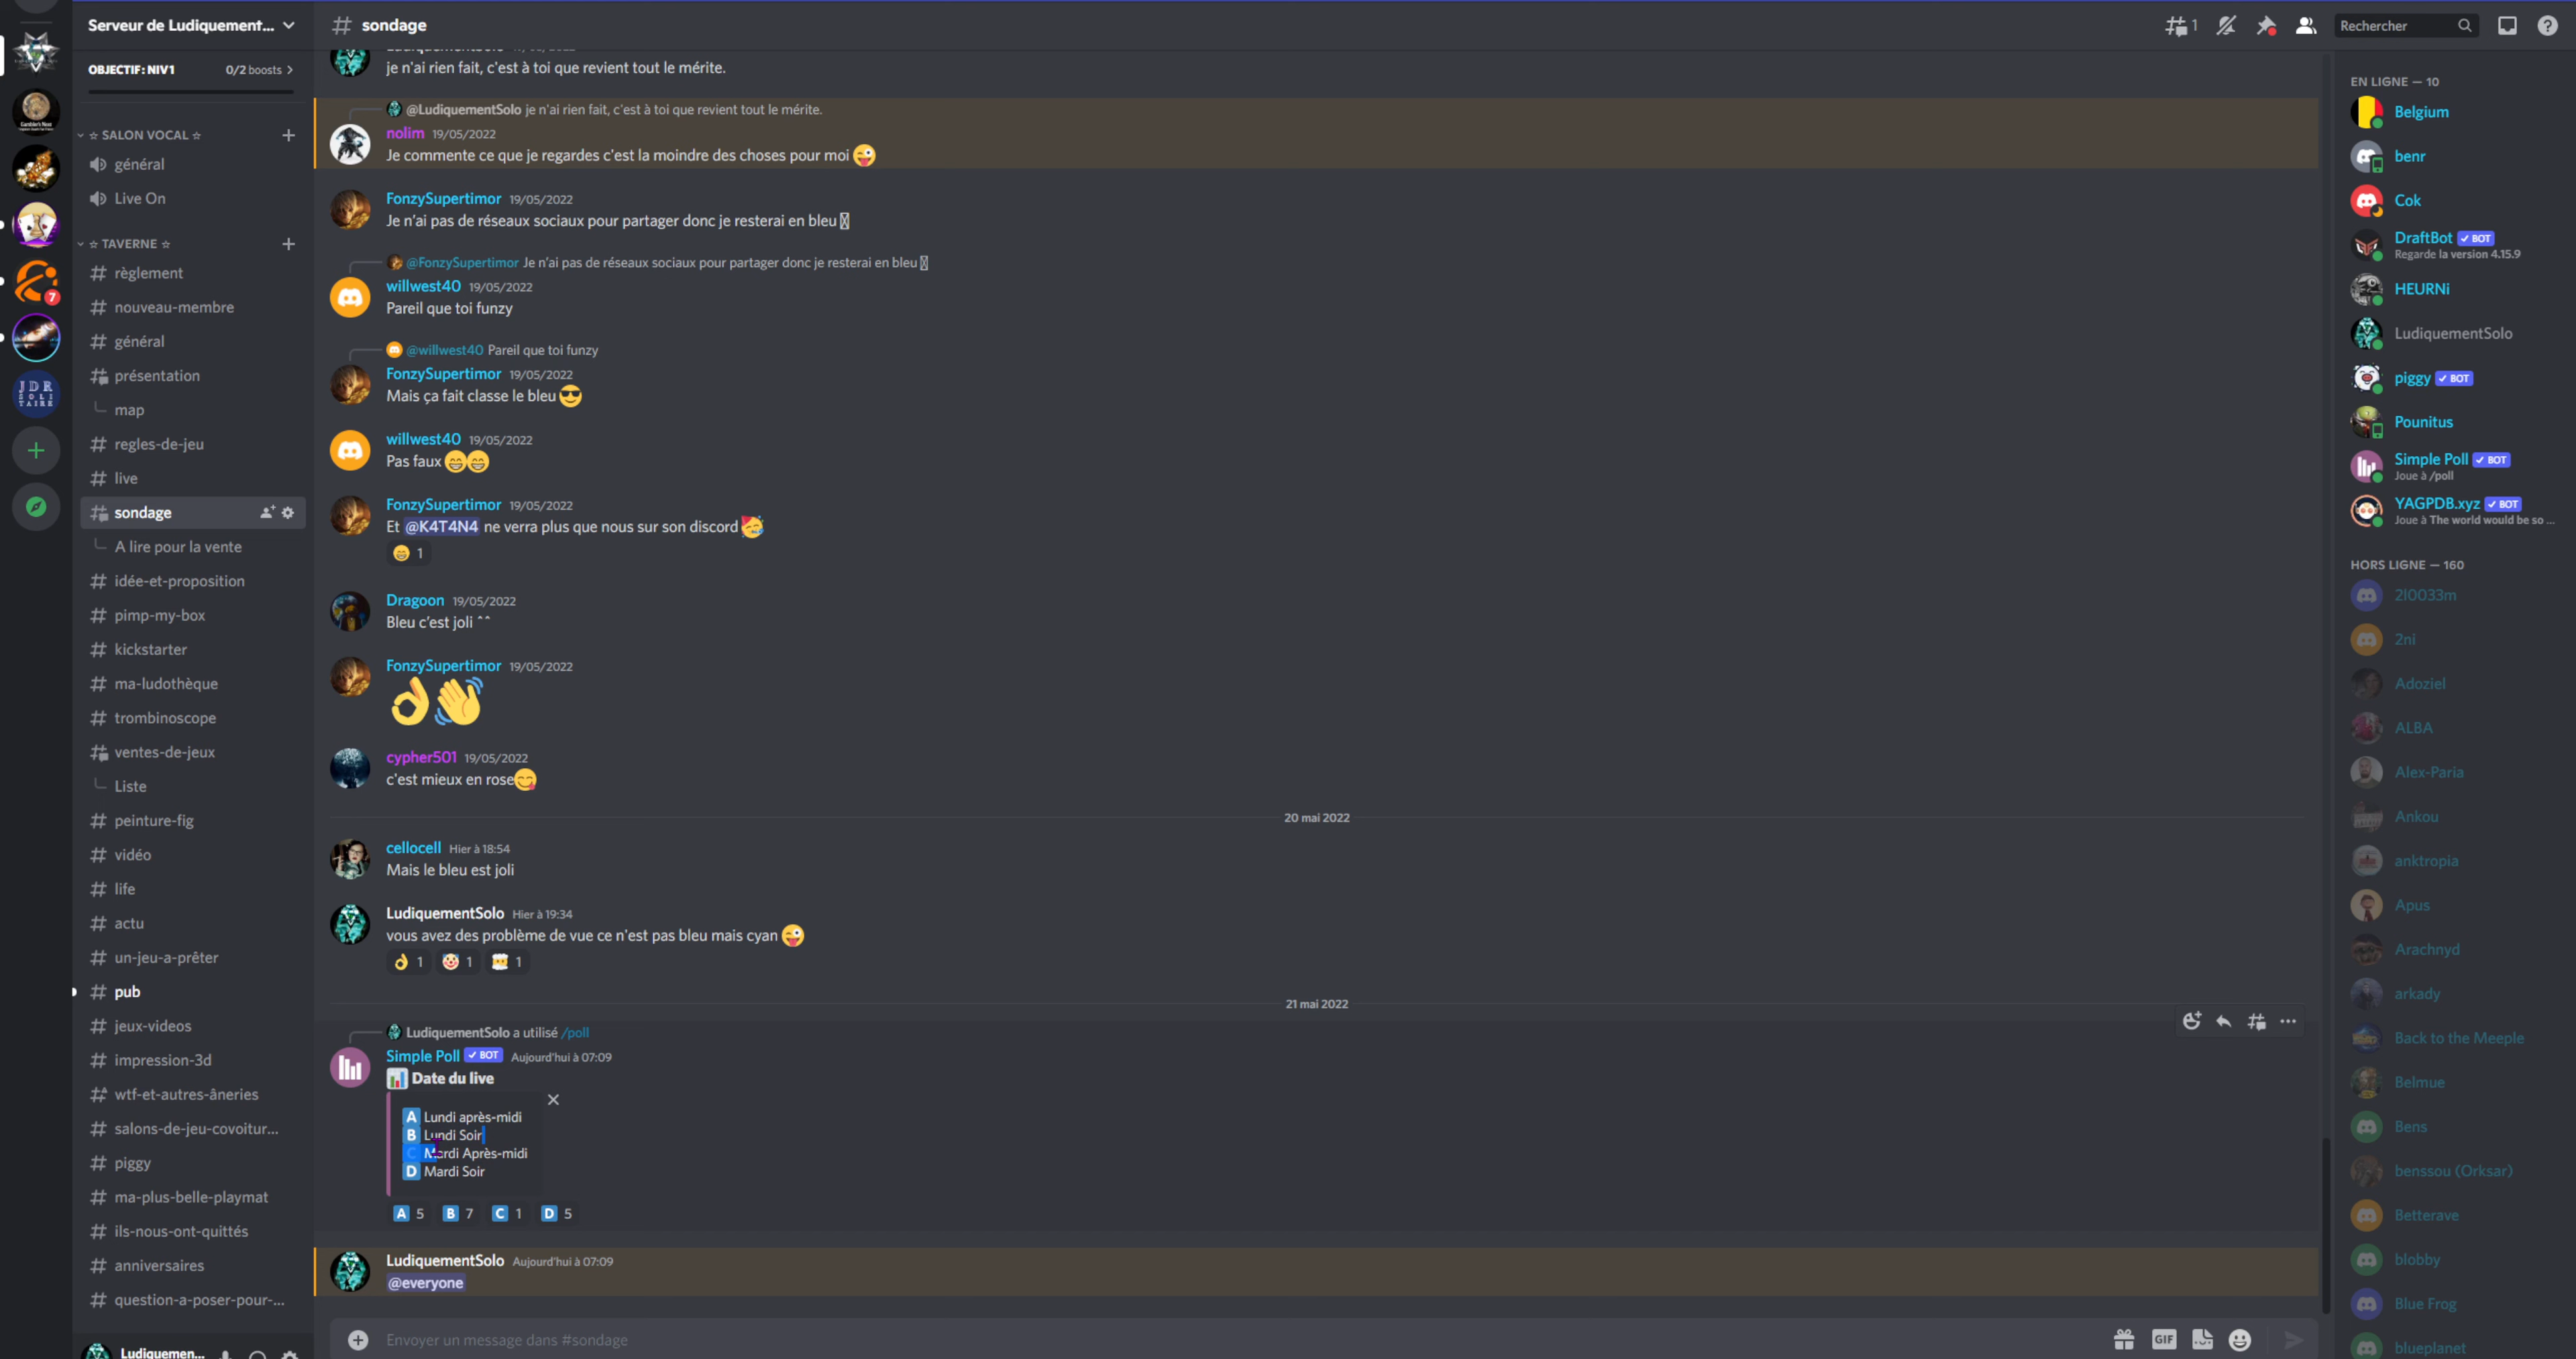 Serveur de Ludiquement...
OBJECTIF: NIV 1
0/2 boosts
SALON VOCAL
général
Live On
TAVERNE
règlement
nouveau-membre
général
présentation
map
regles-de-jeu
live
sondage
A lire pour la vente
idée-et-proposition
pimp-my-box
kickstarter
ma-ludothèque
trombinoscope
ventes-de-jeux
Liste
peinture-fig
vidéo
life
actu
un-jeu-a-prêter
pub
jeux-videos
impression-3d
wtf-et-autres-âneries
salons-de-jeu-covoitur...
piggy
ma-plus-belle-playmat
ils-nous-ont-quittés
anniversaires
question-a-poser-pour-...
Ludiquemen...
7
JDR
SOLI
TAIRE
# sondage
1
Rechercher
je n'ai rien fait, c'est à toi que revient tout le mérite.
@LudiquementSolo je n'ai rien fait, c'est à toi que revient tout le mérite.
nolim 19/05/2022
Je commente ce que je regardes c'est la moindre des choses pour moi 😜
FonzySupertimor 19/05/2022
Je n'ai pas de réseaux sociaux pour partager donc je resterai en bleu
@FonzySupertimor Je n'ai pas de réseaux sociaux pour partager donc je resterai en bleu
willwest40 19/05/2022
Pareil que toi funzy
@willwest40 Pareil que toi funzy
FonzySupertimor 19/05/2022
Mais ça fait classe le bleu 😎
willwest40 19/05/2022
Pas faux 😁😁
FonzySupertimor 19/05/2022
Et @K4T4N4 ne verra plus que nous sur son discord 🥳
😁 1
Dragoon 19/05/2022
Bleu c'est joli ^^
FonzySupertimor 19/05/2022
👌👋
cypher501 19/05/2022
c'est mieux en rose😋
20 mai 2022
cellocell Hier à 18:54
Mais le bleu est joli
LudiquementSolo Hier à 19:34
vous avez des problème de vue ce n'est pas bleu mais cyan 😜
👌 1 🤡 1 1
21 mai 2022
LudiquementSolo a utilisé /poll
Simple Poll BOT Aujourd'hui à 07:09
📊 Date du live
A Lundi après-midi
B Lundi Soir
C Mardi Après-midi
D Mardi Soir
A 5 B 7 C 1 D 5
LudiquementSolo Aujourd'hui à 07:09
@everyone
Envoyer un message dans #sondage
GIF
EN LIGNE — 10
Belgium
benr
Cok
DraftBot BOT
Regarde la version 4.15.9
HEURNi
LudiquementSolo
piggy BOT
Pounitus
Simple Poll BOT
Joue à /poll
YAGPDB.xyz BOT
Joue à The world would be so ...
HORS LIGNE — 160
2l0033m
2ni
Adoziel
ALBA
Alex-Paria
Ankou
anktropia
Apus
Arachnyd
arkady
Back to the Meeple
Belmue
Bens
benssou (Orksar)
Betterave
blobby
Blue Frog
blueplanet